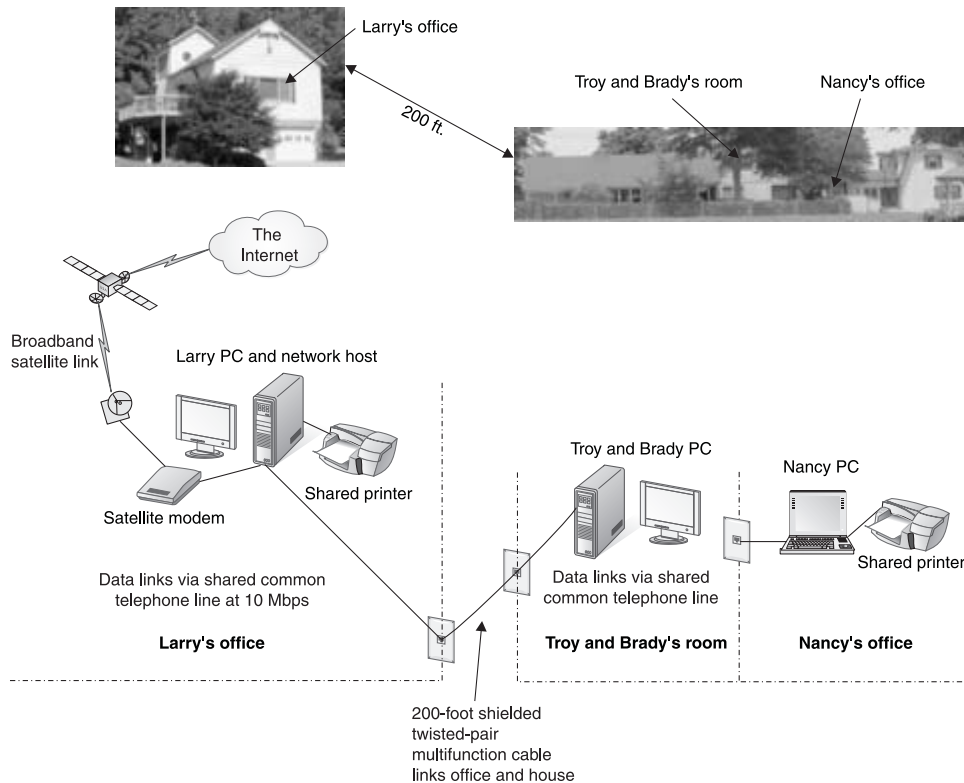 Larry's office
Troy and Brady's room
Nancy's office
200 ft.
The
Internet
Broadband
satellite link
Larry PC and network host
Troy and Brady PC
Nancy PC
Shared printer
Satellite modem
Shared printer
Data links via shared common
telephone line at 10 Mbps
Data links via shared
common telephone line
Larry's office
Troy and Brady's room
Nancy's office
200-foot shielded
twisted-pair
multifunction cable
links office and house